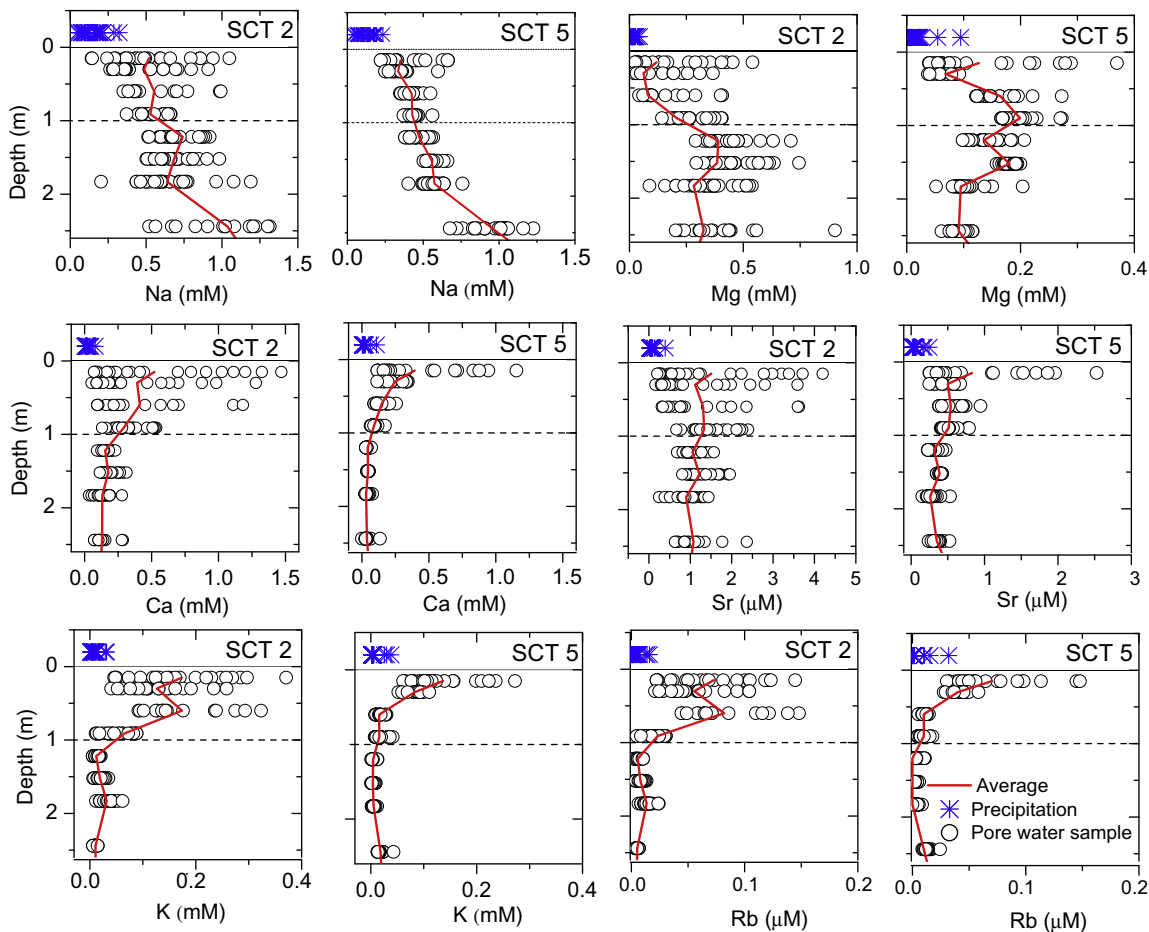 SCT 2
SCT 5
SCT 2
SCT 5
Depth (m)
0
1
2
0.0 0.5 1.0 1.5
0.0 0.5 1.0 1.5
0.0 0.5 1.0
0.0 0.2 0.4
Na (mM)
Na (mM)
Mg (mM)
Mg (mM)
SCT 2
SCT 5
SCT 2
SCT 5
Depth (m)
0
1
2
0.0 0.5 1.0 1.5
0.0 0.5 1.0 1.5
0 1 2 3 4 5
0 1 2 3
Ca (mM)
Ca (mM)
Sr (μM)
Sr (μM)
SCT 2
SCT 5
SCT 2
SCT 5
Depth (m)
0
1
2
Average
Precipitation
Pore water sample
0.0 0.2 0.4
0.0 0.2 0.4
0.0 0.1 0.2
0.0 0.1 0.2
K (mM)
K (mM)
Rb (μM)
Rb (μM)